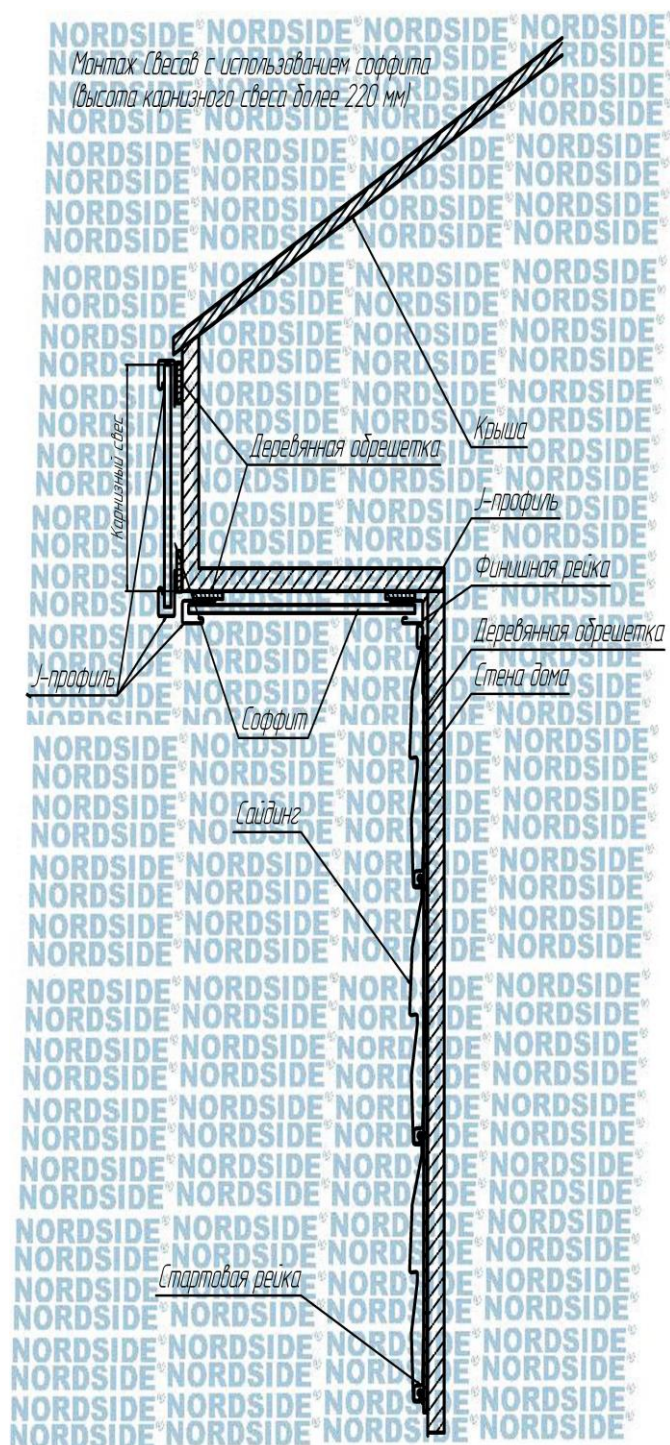 Монтаж Свесов с использованием соффита
(высота карнизного свеса более 220 мм)
Крыша
Карнизный свес
Деревянная обрешетка
J-профиль
Финишная рейка
Деревянная обрешетка
Стена дома
J-профиль
Соффит
Сайдинг
Стартовая рейка
NORDSIDE